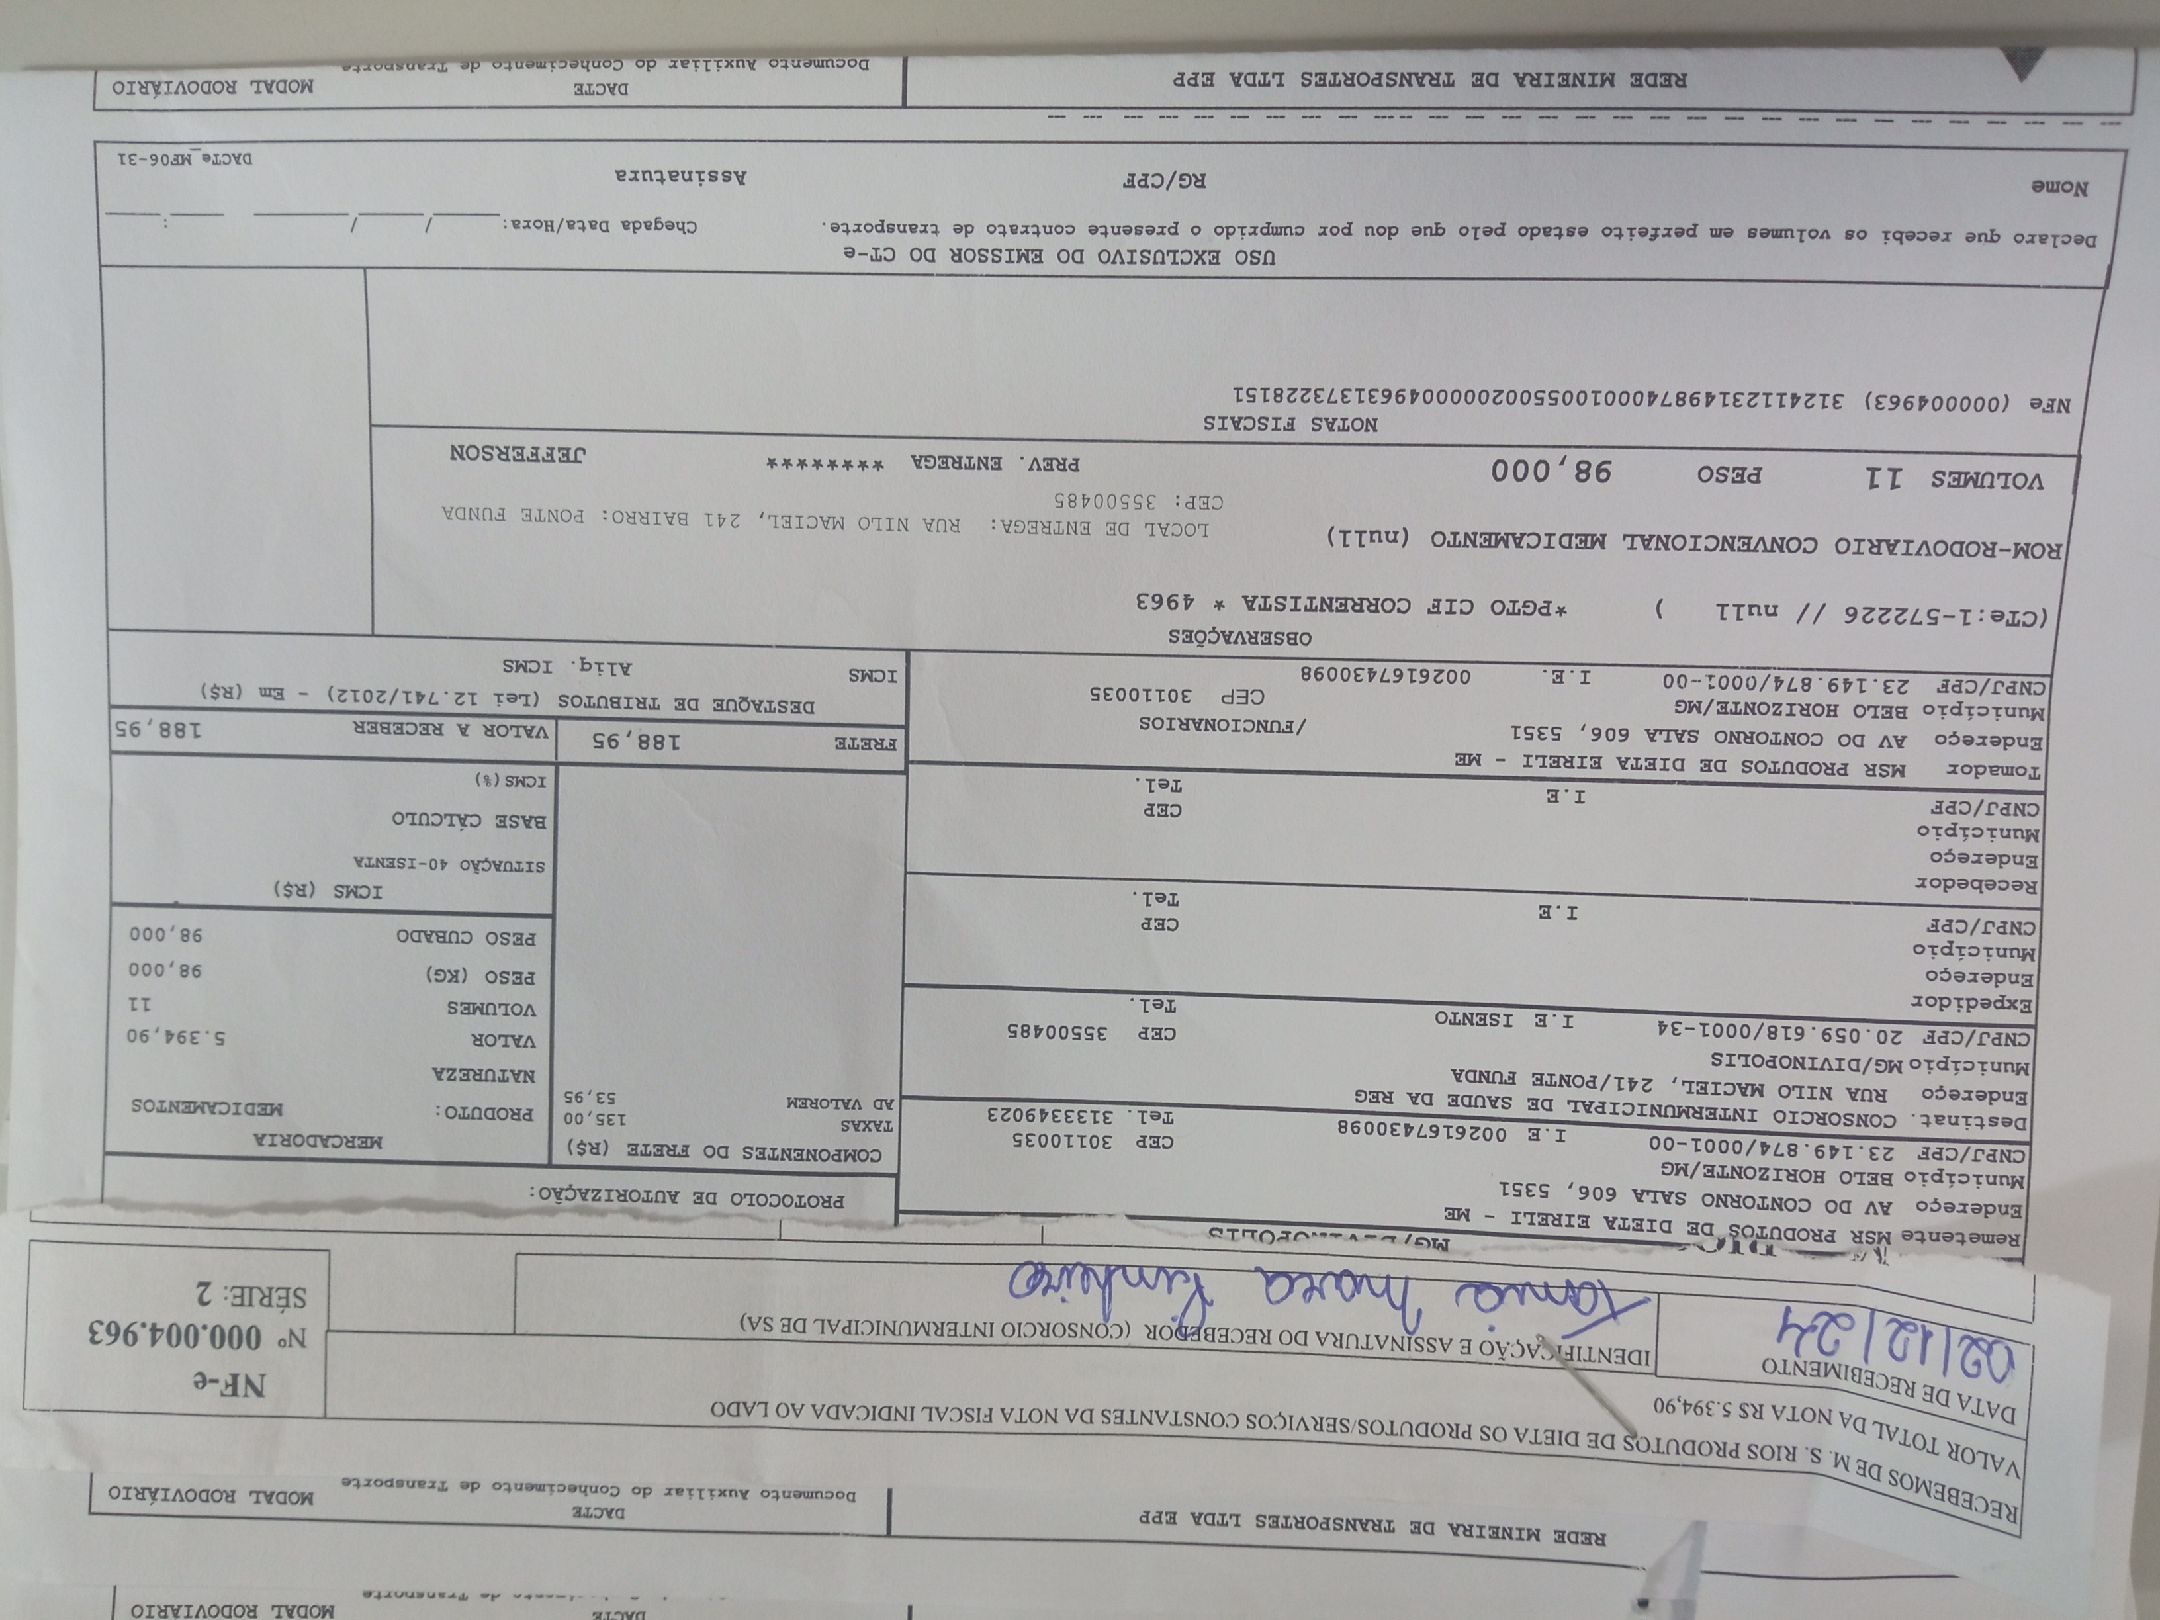 MODAL RODOVIÁRIO
DACTE
REDE MINEIRA DE TRANSPORTES LTDA EPP
DACTE
Documento Auxiliar do Conhecimento de Transporte
MODAL RODOVIÁRIO
RECEBEMOS DE M. S. RIOS PRODUTOS DE DIETA OS PRODUTOS/SERVIÇOS CONSTANTES DA NOTA FISCAL INDICADA AO LADO
VALOR TOTAL DA NOTA R$ 5.394,90
DATA DE RECEBIMENTO
02/12/24
IDENTIFICAÇÃO E ASSINATURA DO RECEBEDOR (CONSORCIO INTERMUNICIPAL DE SA)
Tania Mara Pinheiro
NF-e
Nº 000.004.963
SÉRIE: 2
Remetente MSR PRODUTOS DE DIETA EIRELI - ME
Endereço AV DO CONTORNO SALA 606, 5351
Município BELO HORIZONTE/MG CEP 30110035
CNPJ/CPF 23.149.874/0001-00 I.E 0026167430098 Tel. 3133349023
Destinat. CONSORCIO INTERMUNICIPAL DE SAUDE DA REG
Endereço RUA NILO MACIEL, 241/PONTE FUNDA
Município MG/DIVINOPOLIS CEP 35500485
CNPJ/CPF 20.059.618/0001-34 I.E ISENTO Tel.
Expedidor
Endereço
Município CEP
CNPJ/CPF I.E Tel.
Recebedor
Endereço
Município CEP
CNPJ/CPF I.E Tel.
Tomador MSR PRODUTOS DE DIETA EIRELI - ME
Endereço AV DO CONTORNO SALA 606, 5351 /FUNCIONARIOS
Município BELO HORIZONTE/MG CEP 30110035
CNPJ/CPF 23.149.874/0001-00 I.E. 0026167430098
PROTOCOLO DE AUTORIZAÇÃO:
COMPONENTES DO FRETE (R$)
TAXAS 135,00
AD VALOREM 53,95
MERCADORIA
PRODUTO: MEDICAMENTOS
NATUREZA
VALOR 5.394,90
VOLUMES 11
PESO (KG) 98,000
PESO CUBADO 98,000
ICMS (R$)
SITUAÇÃO 40-ISENTA
BASE CÁLCULO
ICMS(%)
FRETE 188,95
VALOR A RECEBER 188,95
DESTAQUE DE TRIBUTOS (Lei 12.741/2012) - Em (R$)
ICMS Aliq. ICMS
OBSERVAÇÕES
(CTe:1-572226 // null ) *PGTO CIF CORRENTISTA * 4963
ROM-RODOVIARIO CONVENCIONAL MEDICAMENTO (null)
LOCAL DE ENTREGA: RUA NILO MACIEL, 241 BAIRRO: PONTE FUNDA
CEP: 35500485
VOLUMES 11 PESO 98,000 PREV. ENTREGA ******** JEFFERSON
NOTAS FISCAIS
NFe (000004963) 31241123149874000100550020000049631373228151
USO EXCLUSIVO DO EMISSOR DO CT-e
Declaro que recebi os volumes em perfeito estado pelo que dou por cumprido o presente contrato de transporte.
Chegada Data/Hora: ____/____/____ ____:____
Nome RG/CPF Assinatura
DACTe_MF06-31
REDE MINEIRA DE TRANSPORTES LTDA EPP
DACTE
Documento Auxiliar do Conhecimento de Transporte
MODAL RODOVIÁRIO